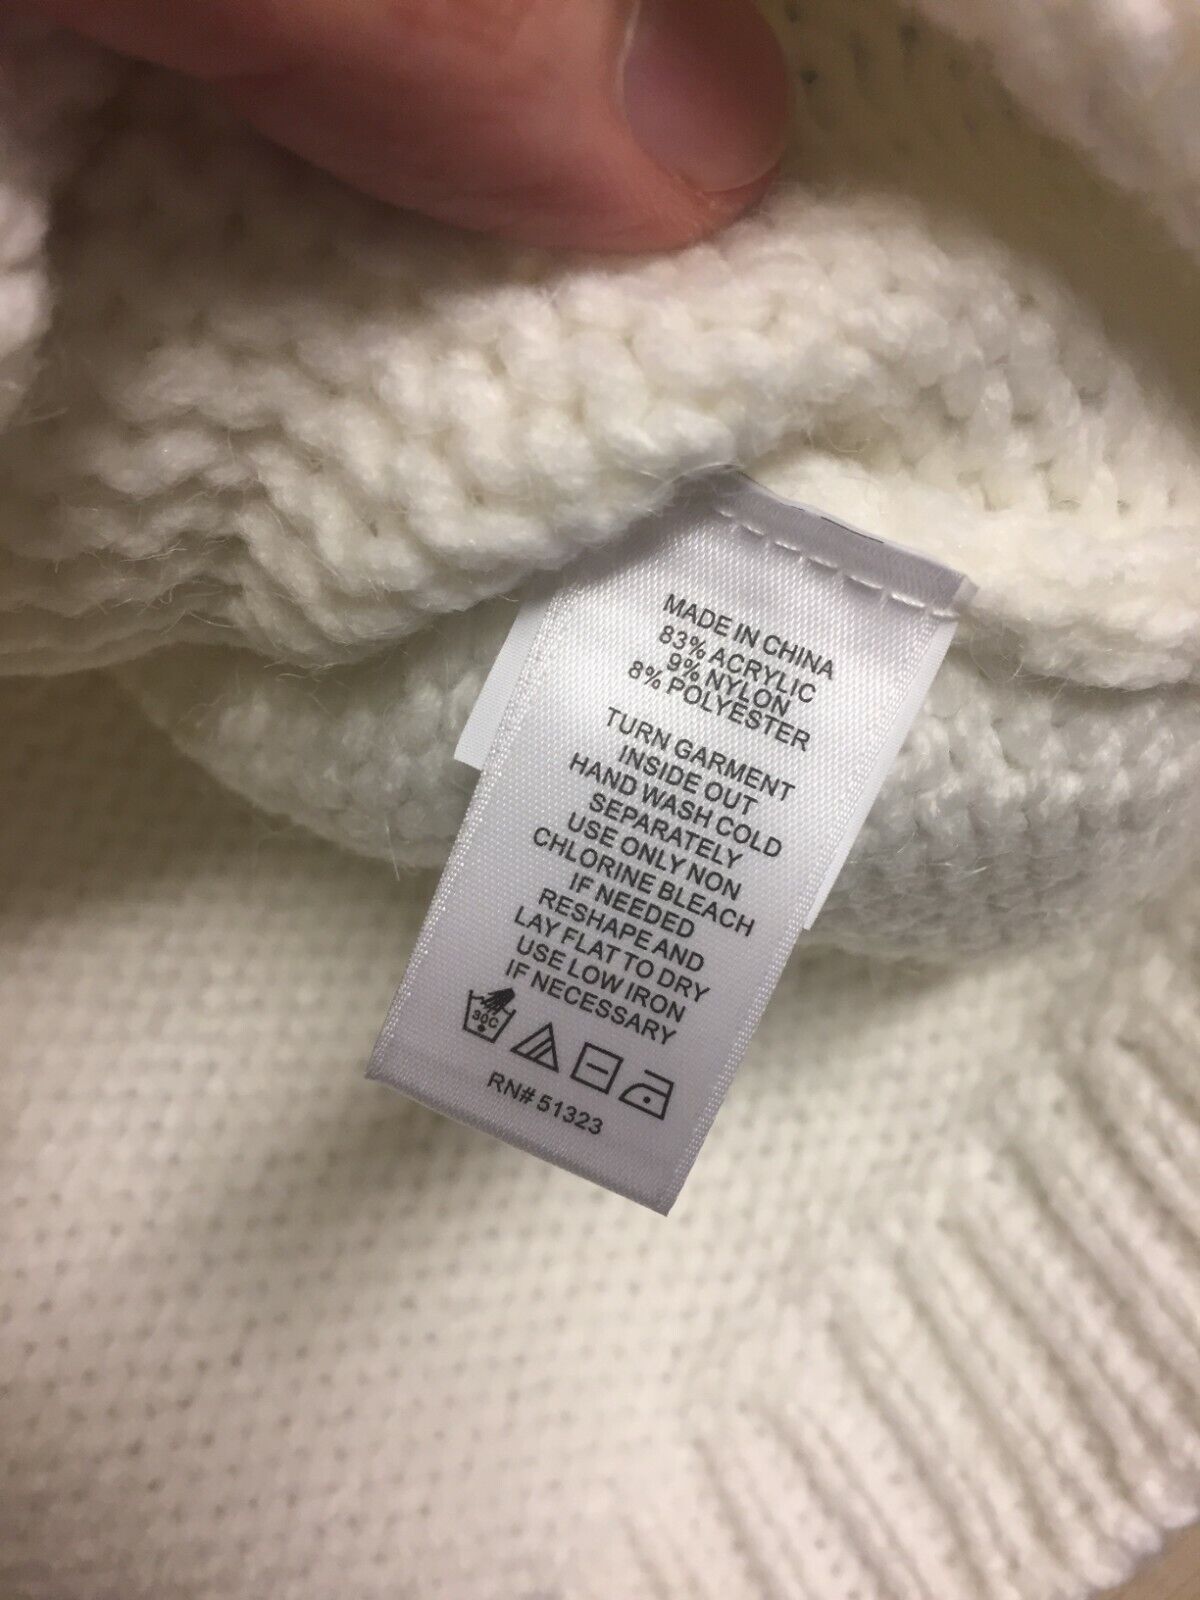 MADE IN CHINA
83% ACRYLIC
9% NYLON
8% POLYESTER
TURN GARMENT
INSIDE OUT
HAND WASH COLD
SEPARATELY
USE ONLY NON
CHLORINE BLEACH
IF NEEDED
RESHAPE AND
LAY FLAT TO DRY
USE LOW IRON
IF NECESSARY
30C
RN# 51323